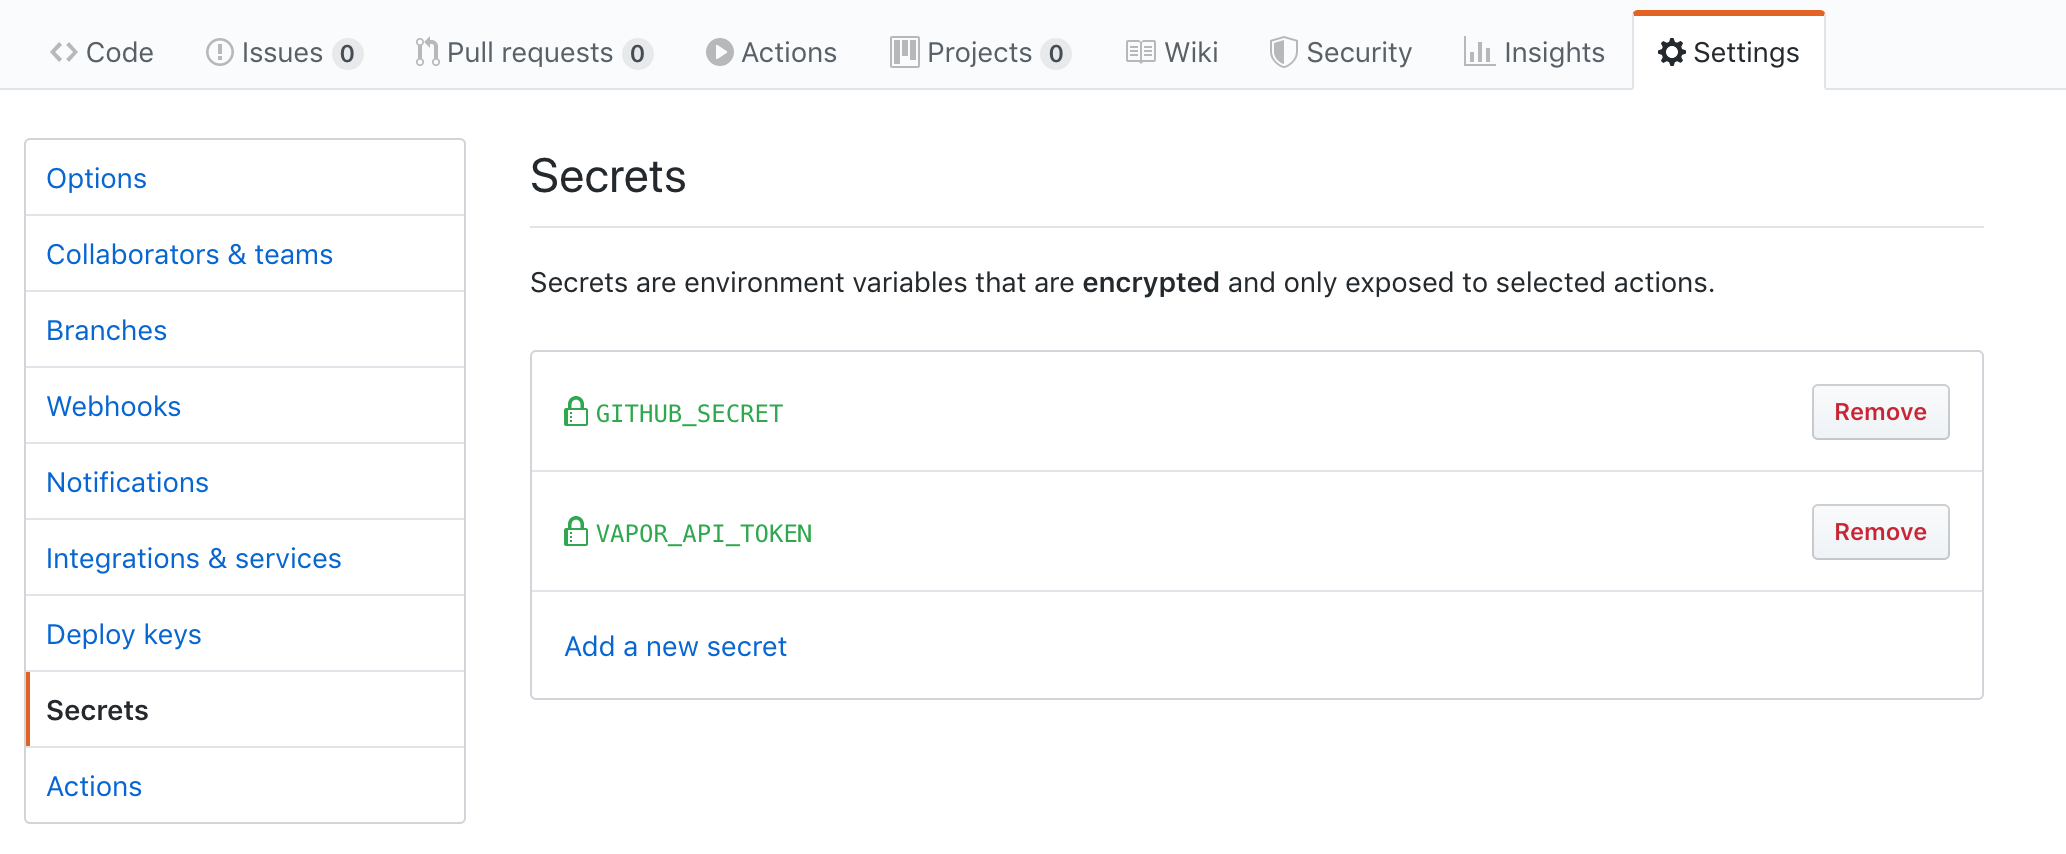 Code Issues 0 Pull requests 0 Actions Projects 0 Wiki Security Insights Settings
Options
Collaborators & teams
Branches
Webhooks
Notifications
Integrations & services
Deploy keys
Secrets
Actions
Secrets
Secrets are environment variables that are encrypted and only exposed to selected actions.
GITHUB_SECRET Remove
VAPOR_API_TOKEN Remove
Add a new secret